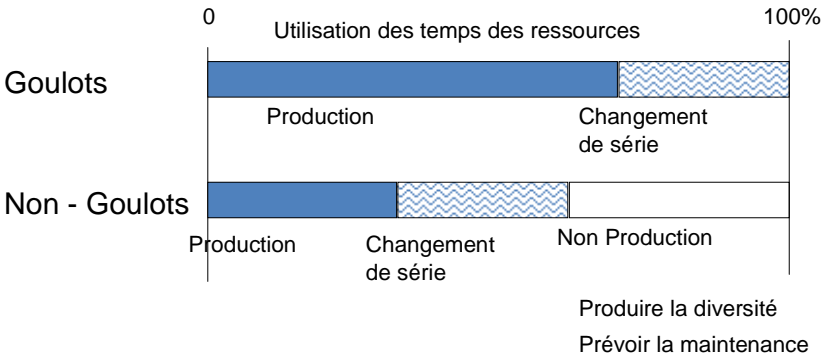 0
100%
Utilisation des temps des ressources
Goulots
Production
Changement
de série
Non - Goulots
Production
Changement
de série
Non Production
Produire la diversité
Prévoir la maintenance